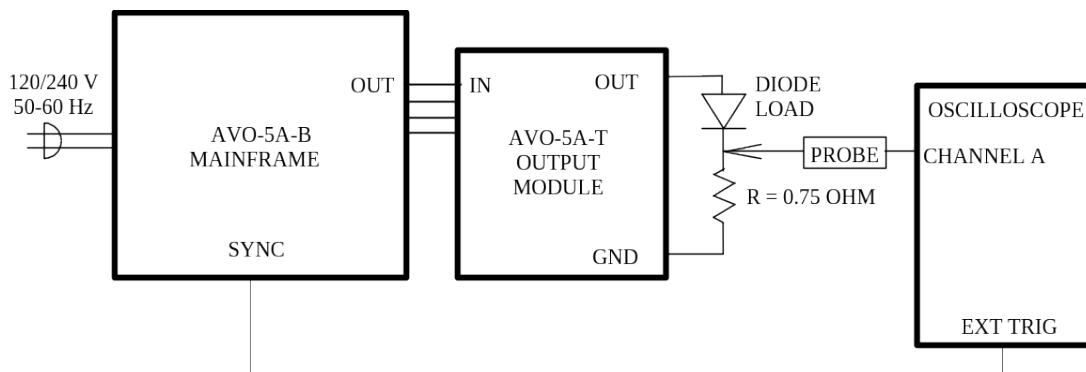 120/240 V
50-60 Hz
AVO-5A-B
MAINFRAME
OUT
SYNC
IN
OUT
AVO-5A-T
OUTPUT
MODULE
GND
DIODE
LOAD
PROBE
R = 0.75 OHM
OSCILLOSCOPE
CHANNEL A
EXT TRIG